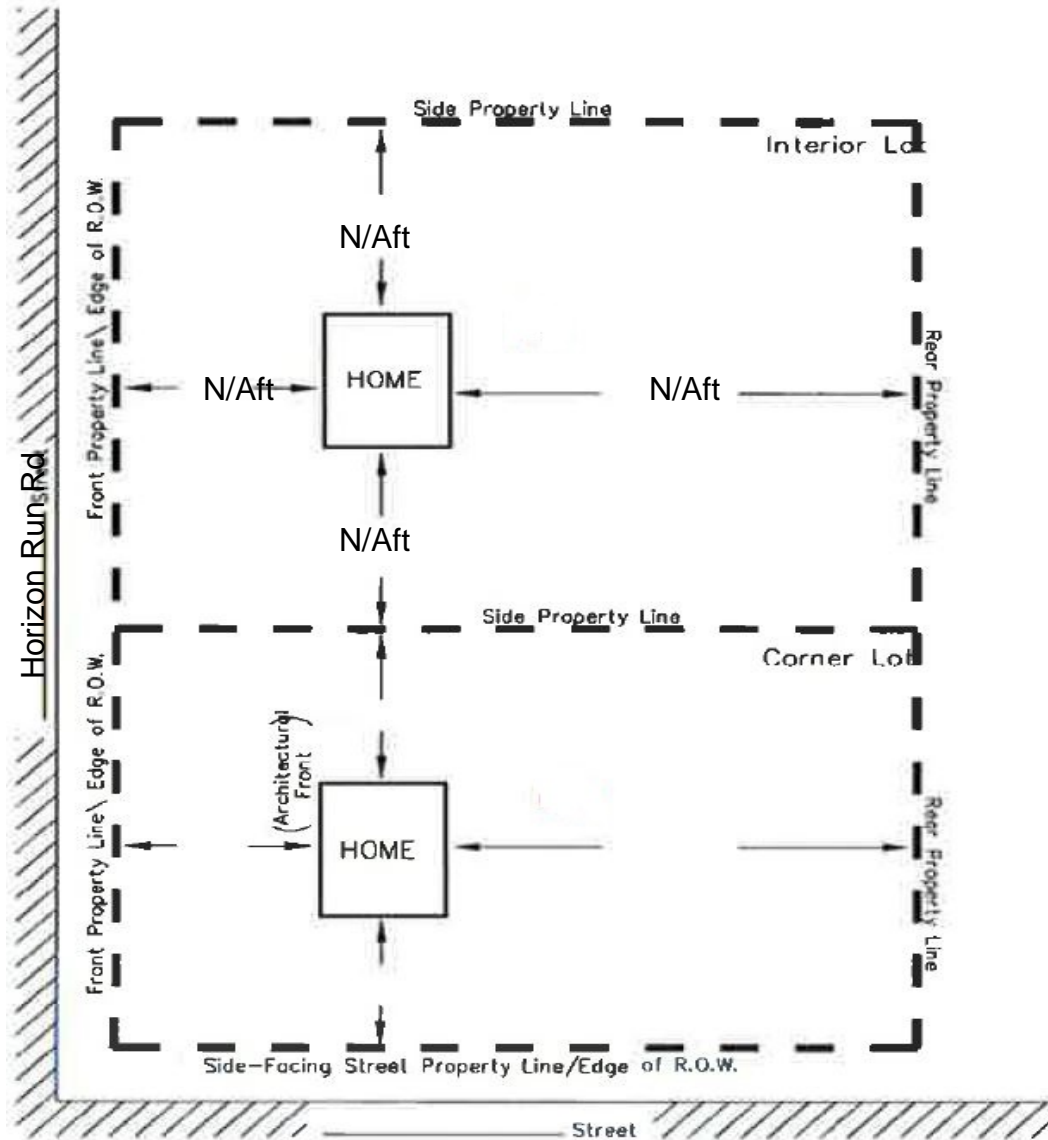 Side Property Line
Interior Lot
Front Property Line\ Edge of R.O.W.
N/Aft
HOME
N/Aft
N/Aft
Rear Property Line
N/Aft
Horizon Run Rd
Side Property Line
Corner Lot
Front Property Line\ Edge of R.O.W.
(Architectural
Front)
HOME
Rear Property Line
Side-Facing Street Property Line/Edge of R.O.W.
Street